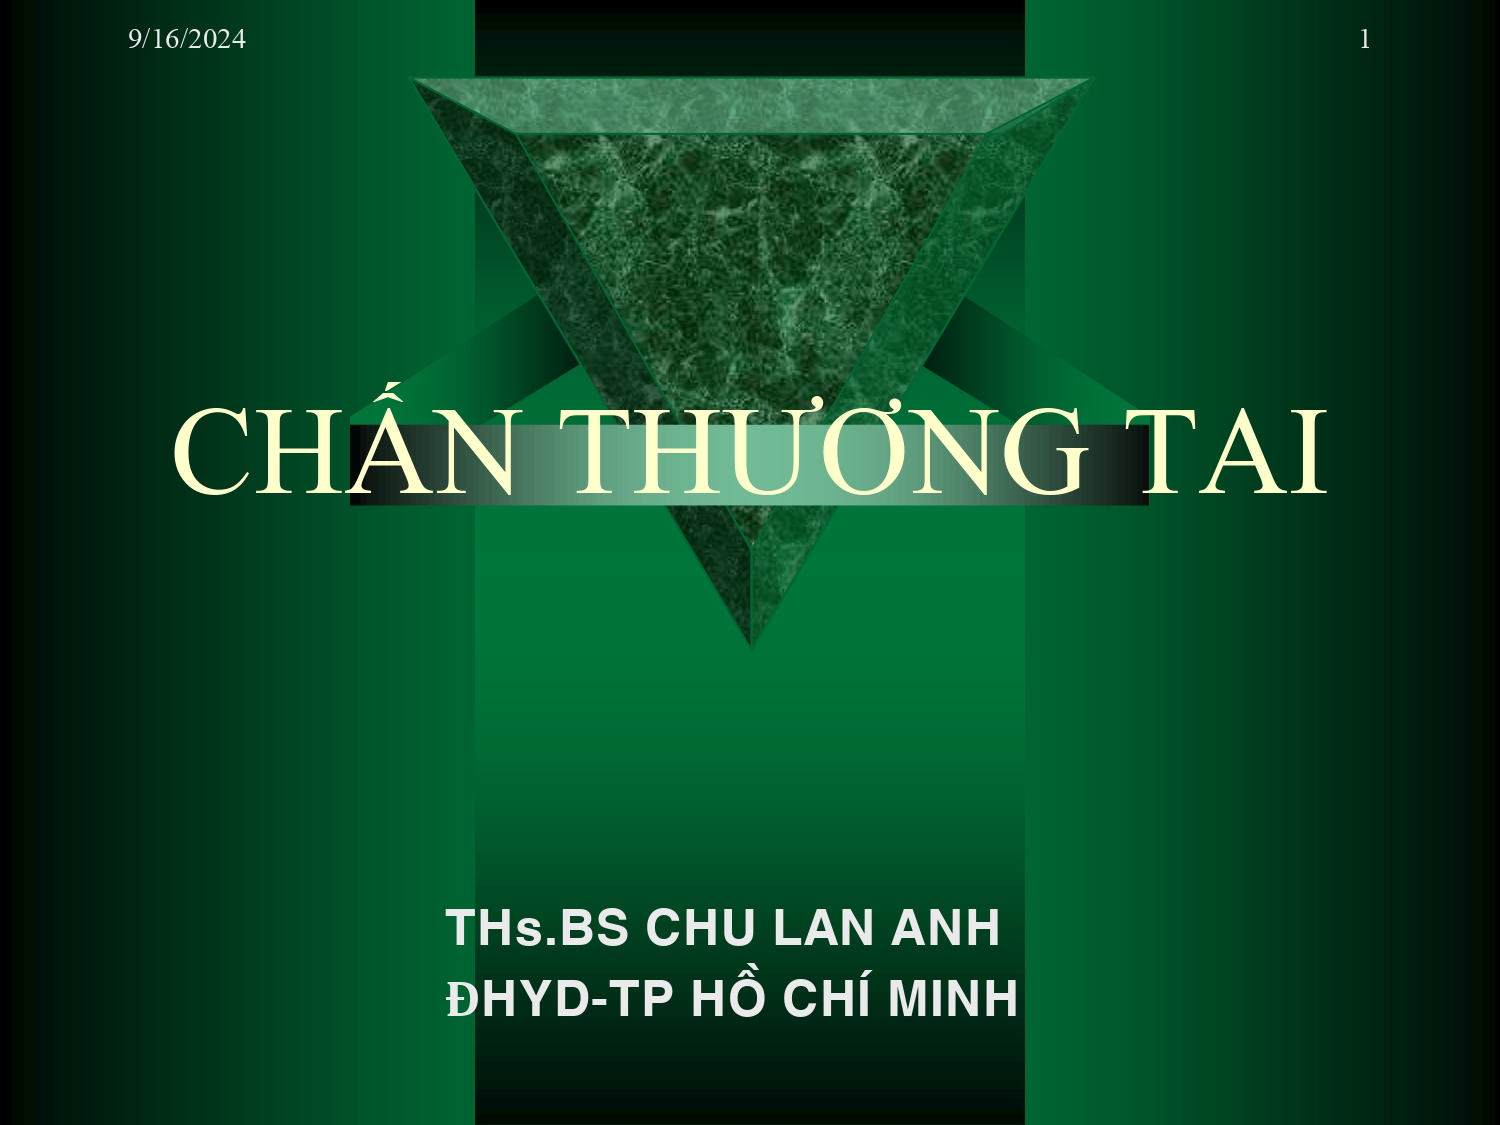 9/16/2024
1
CHẤN THƯƠNG TAI
THs.BS CHU LAN ANH
ĐHYD-TP HỒ CHÍ MINH